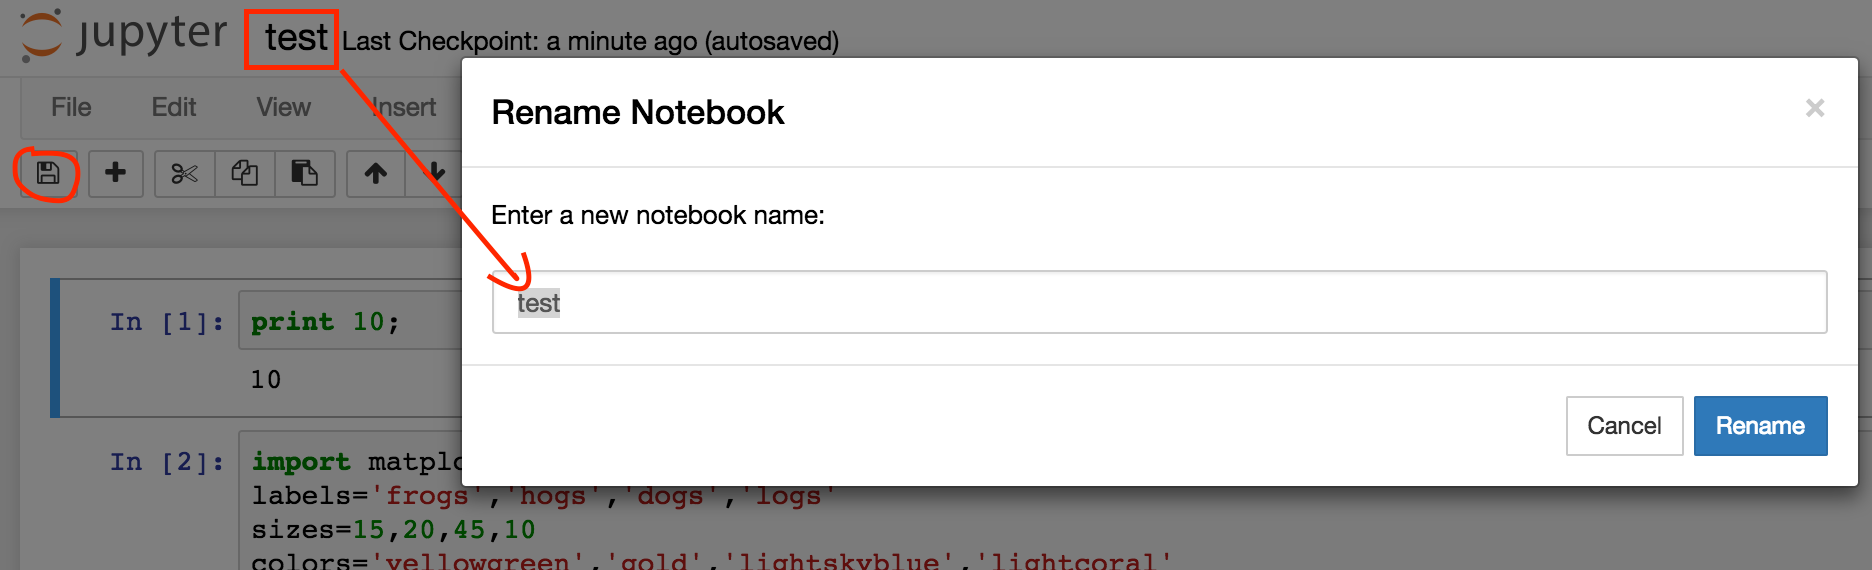 jupyter test Last Checkpoint: a minute ago (autosaved)
File Edit View Insert
Rename Notebook ×
Enter a new notebook name:
test
Cancel Rename
In [1]: print 10;
10
In [2]: import matplo
labels='frogs','hogs','dogs','logs'
sizes=15,20,45,10
colors='yellowgreen','gold','lightskyblue','lightcoral'